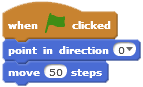 when clicked
point in direction 0
move 50 steps